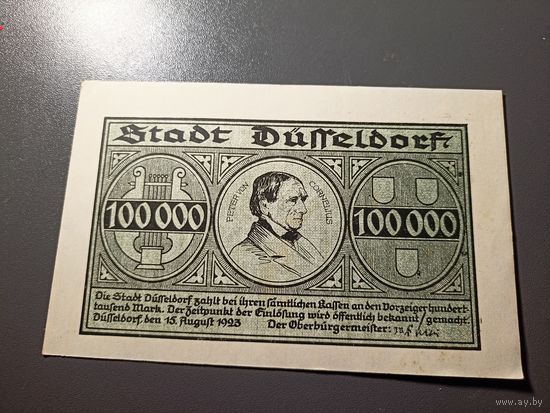 Stadt Düsseldorf
100 000
PETER VON CORNELIUS
100 000
Die Stadt Düsseldorf zahlt bei ihren sämtlichen Kassen an den Vorzeiger hundert-
tausend Mark. Der Zeitpunkt der Einlösung wird öffentlich bekannt/gemacht.
Düsseldorf, den 15. August 1923 Der Oberbürgermeister:
www.ay.by